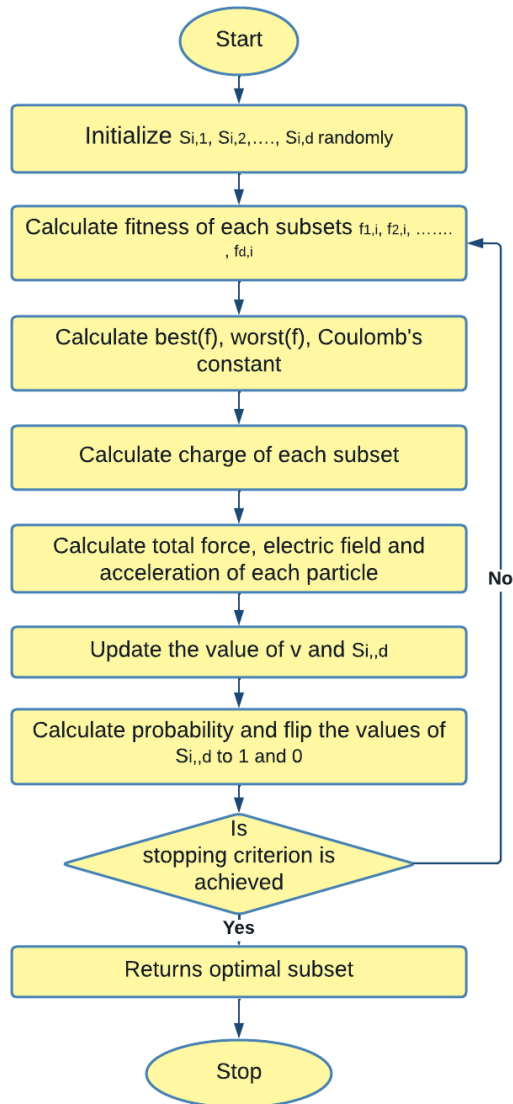 Start
Initialize Si,1, Si,2,...., Si,d randomly
Calculate fitness of each subsets f1,i, f2,i, .......
, fd,i
Calculate best(f), worst(f), Coulomb's
constant
Calculate charge of each subset
Calculate total force, electric field and
acceleration of each particle
No
Update the value of v and Si,,d
Calculate probability and flip the values of
Si,,d to 1 and 0
Is
stopping criterion is
achieved
Yes
Returns optimal subset
Stop